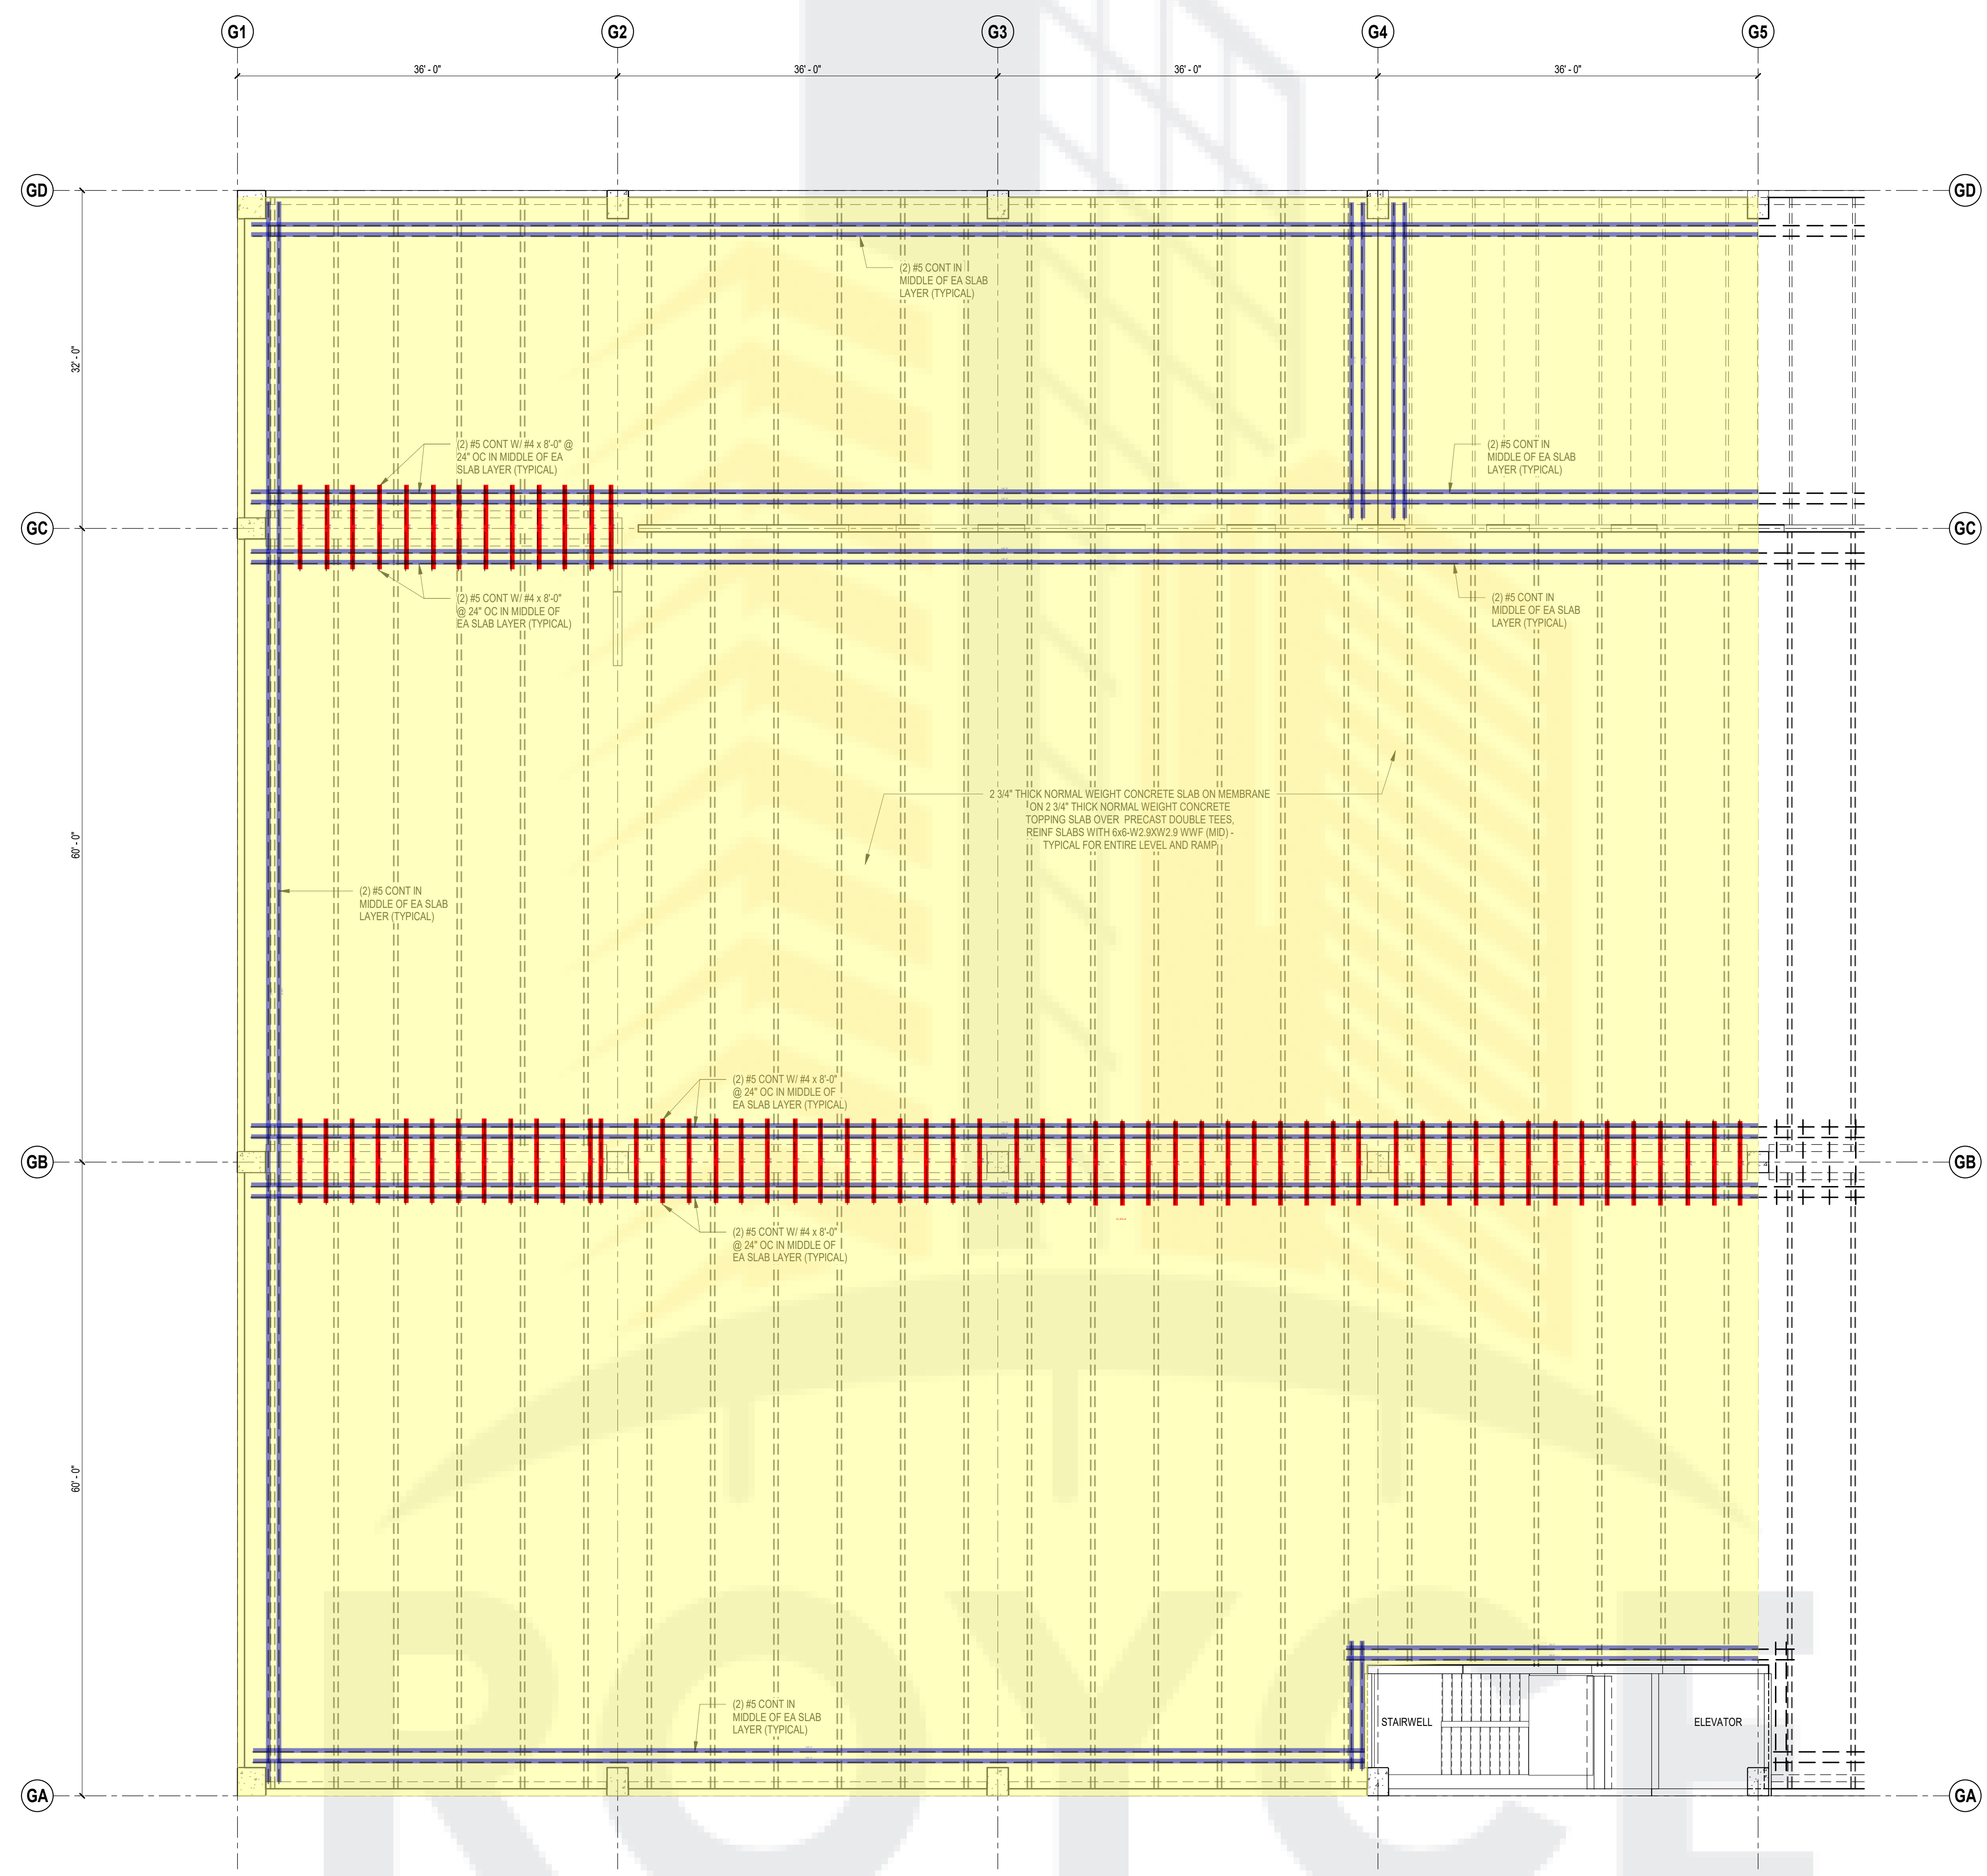 G1
G2
G3
G4
G5
36' - 0"
36' - 0"
36' - 0"
36' - 0"
GD
GD
(2) #5 CONT IN
MIDDLE OF EA SLAB
LAYER (TYPICAL)
32' - 0"
(2) #5 CONT W/ #4 x 8'-0" @
24" OC IN MIDDLE OF EA
SLAB LAYER (TYPICAL)
(2) #5 CONT IN
MIDDLE OF EA SLAB
LAYER (TYPICAL)
GC
GC
(2) #5 CONT W/ #4 x 8'-0"
@ 24" OC IN MIDDLE OF
EA SLAB LAYER (TYPICAL)
(2) #5 CONT IN
MIDDLE OF EA SLAB
LAYER (TYPICAL)
2 3/4" THICK NORMAL WEIGHT CONCRETE SLAB ON MEMBRANE
ON 2 3/4" THICK NORMAL WEIGHT CONCRETE
TOPPING SLAB OVER PRECAST DOUBLE TEES,
REINF SLABS WITH 6x6-W2.9XW2.9 WWF (MID) -
TYPICAL FOR ENTIRE LEVEL AND RAMP
60' - 0"
(2) #5 CONT IN
MIDDLE OF EA SLAB
LAYER (TYPICAL)
(2) #5 CONT W/ #4 x 8'-0"
@ 24" OC IN MIDDLE OF
EA SLAB LAYER (TYPICAL)
GB
GB
(2) #5 CONT W/ #4 x 8'-0"
@ 24" OC IN MIDDLE OF
EA SLAB LAYER (TYPICAL)
60' - 0"
(2) #5 CONT IN
MIDDLE OF EA SLAB
LAYER (TYPICAL)
STAIRWELL
ELEVATOR
GA
GA
ROYCE